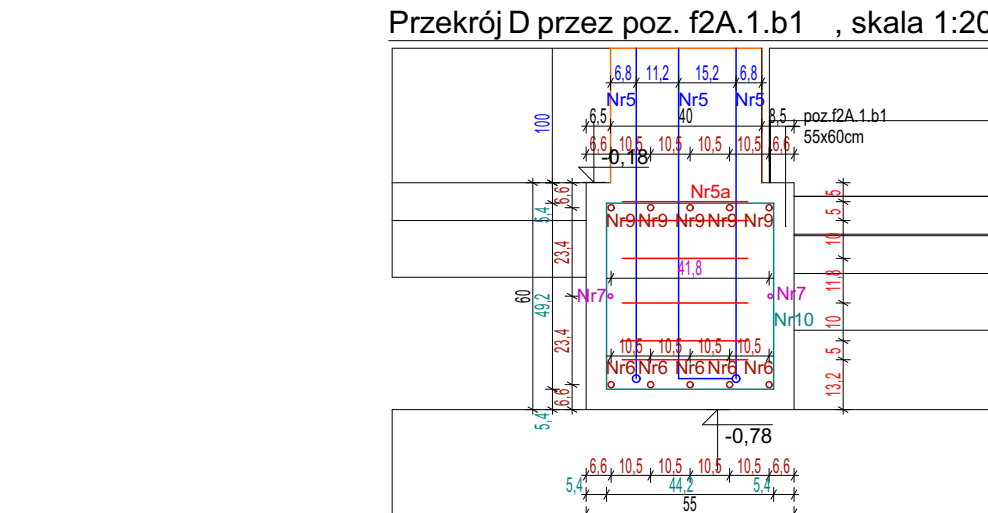 Przekrój D przez poz. f2A.1.b1 , skala 1:20
6,8 11,2 15,2 6,8
Nr5 Nr5 Nr5
6,5 40 8,5 poz.f2A.1.b1
55x60cm
100
6,6 10,5 10,5 10,5 10,5 6,6
-0,18
Nr5a
5,4 6,6 5
5
Nr9 Nr9 Nr9 Nr9 Nr9
23,4 10
41,8
Nr7 Nr7
60 49,2 11,8
Nr10
23,4 10
10,5 10,5 10,5 10,5
5
Nr6 Nr6 Nr6 Nr6 Nr6
6,6 13,2
5,4
-0,78
6,6 10,5 10,5 10,5 10,5 6,6
5,4 44,2 5,4
55